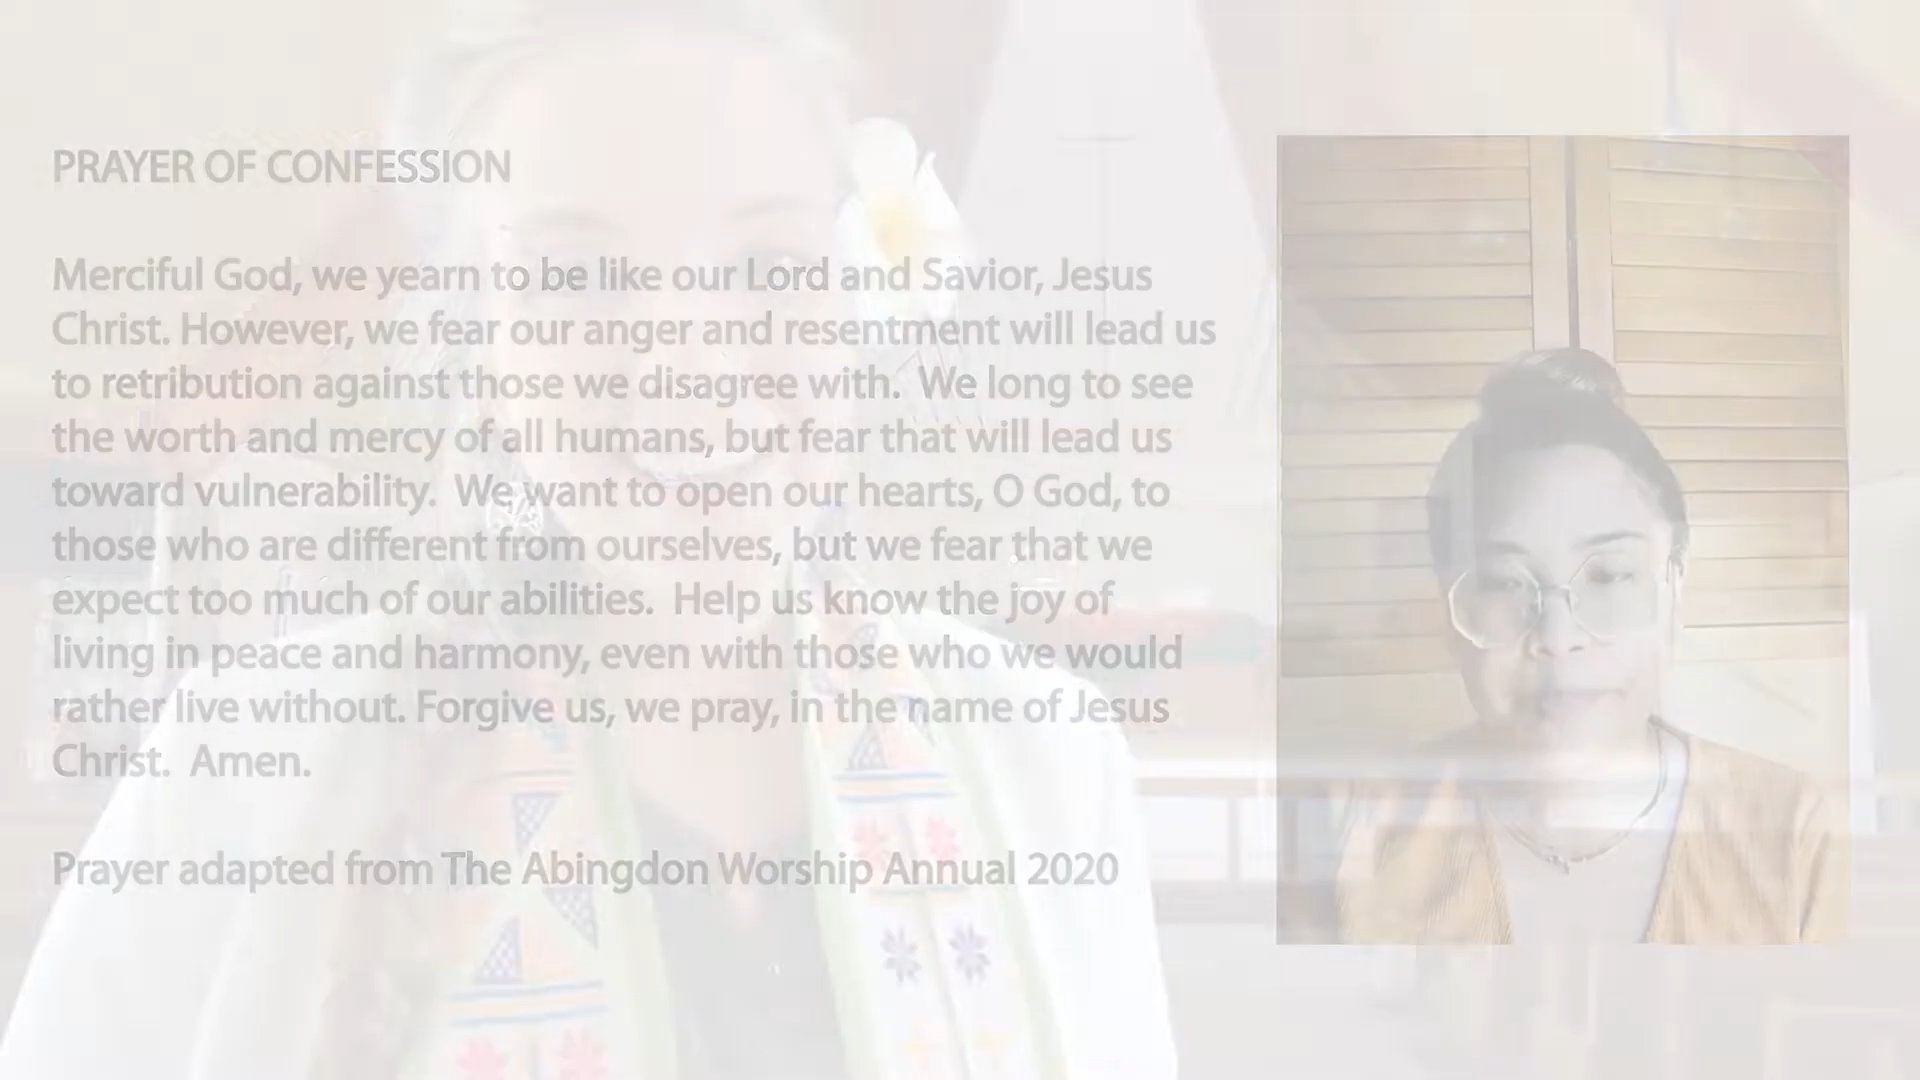 PRAYER OF CONFESSION
Merciful God, we yearn to be like our Lord and Savior, Jesus
Christ. However, we fear our anger and resentment will lead us
to retribution against those we disagree with.  We long to see
the worth and mercy of all humans, but fear that will lead us
toward vulnerability.  We want to open our hearts, O God, to
those who are different from ourselves, but we fear that we
expect too much of our abilities.  Help us know the joy of
living in peace and harmony, even with those who we would
rather live without. Forgive us, we pray, in the name of Jesus
Christ.  Amen.
Prayer adapted from The Abingdon Worship Annual 2020